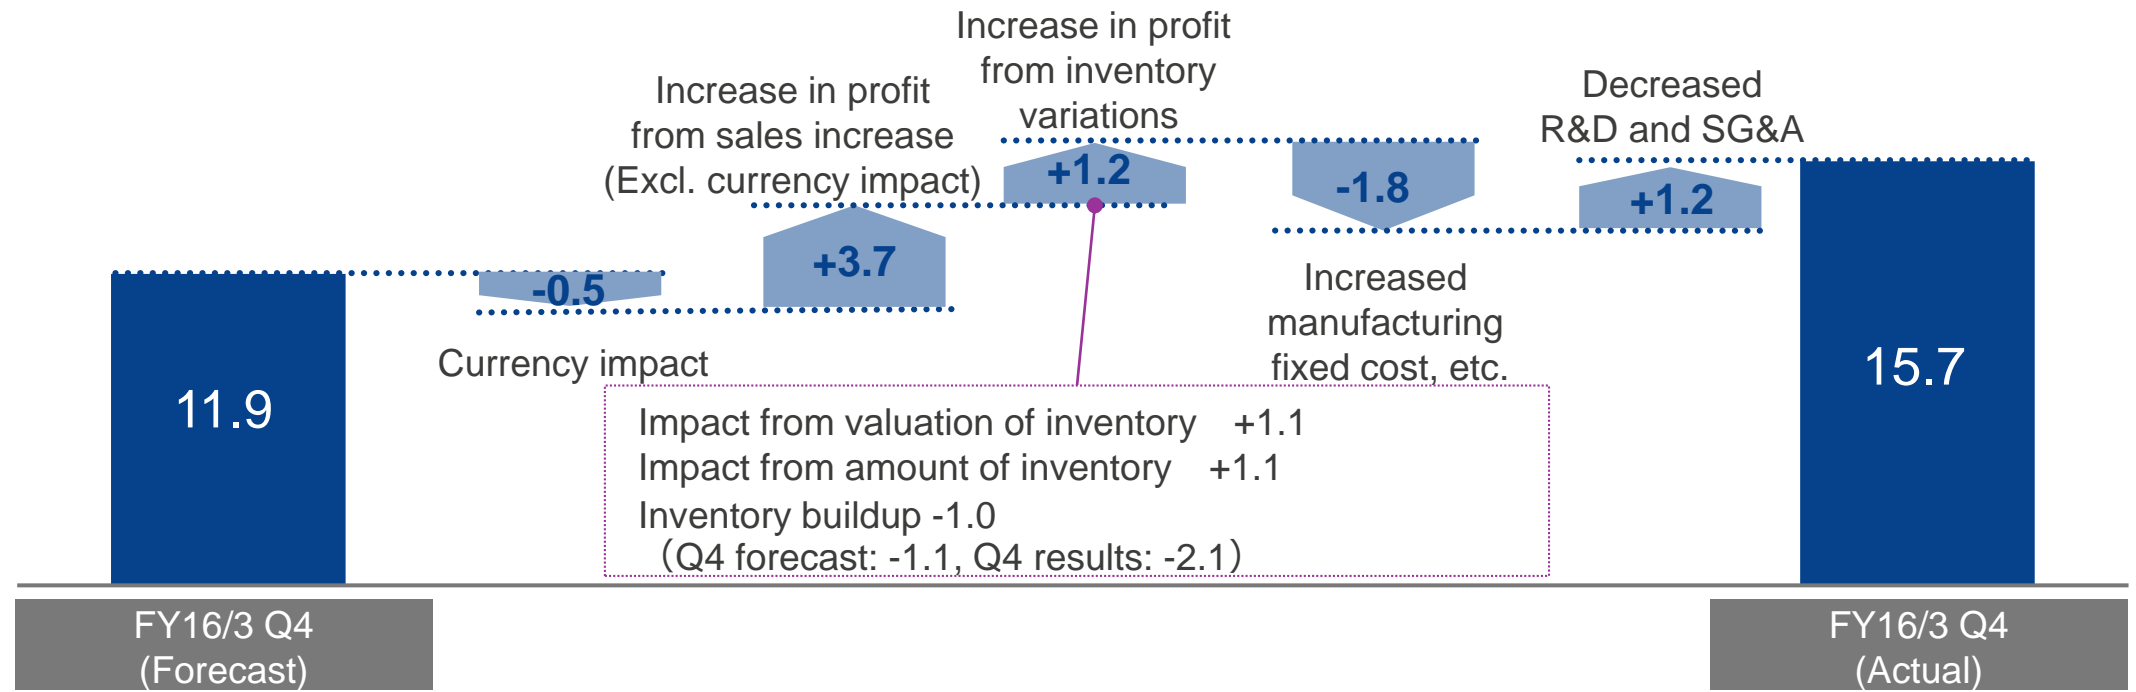 Increase in profit
from inventory
variations
Increase in profit
from sales increase
(Excl. currency impact)
Decreased
R&D and SG&A
+1.2
-1.8
+1.2
+3.7
-0.5
Currency impact
Increased
manufacturing
fixed cost, etc.
11.9
15.7
Impact from valuation of inventory +1.1
Impact from amount of inventory +1.1
Inventory buildup -1.0
（Q4 forecast: -1.1, Q4 results: -2.1）
FY16/3 Q4
(Forecast)
FY16/3 Q4
(Actual)